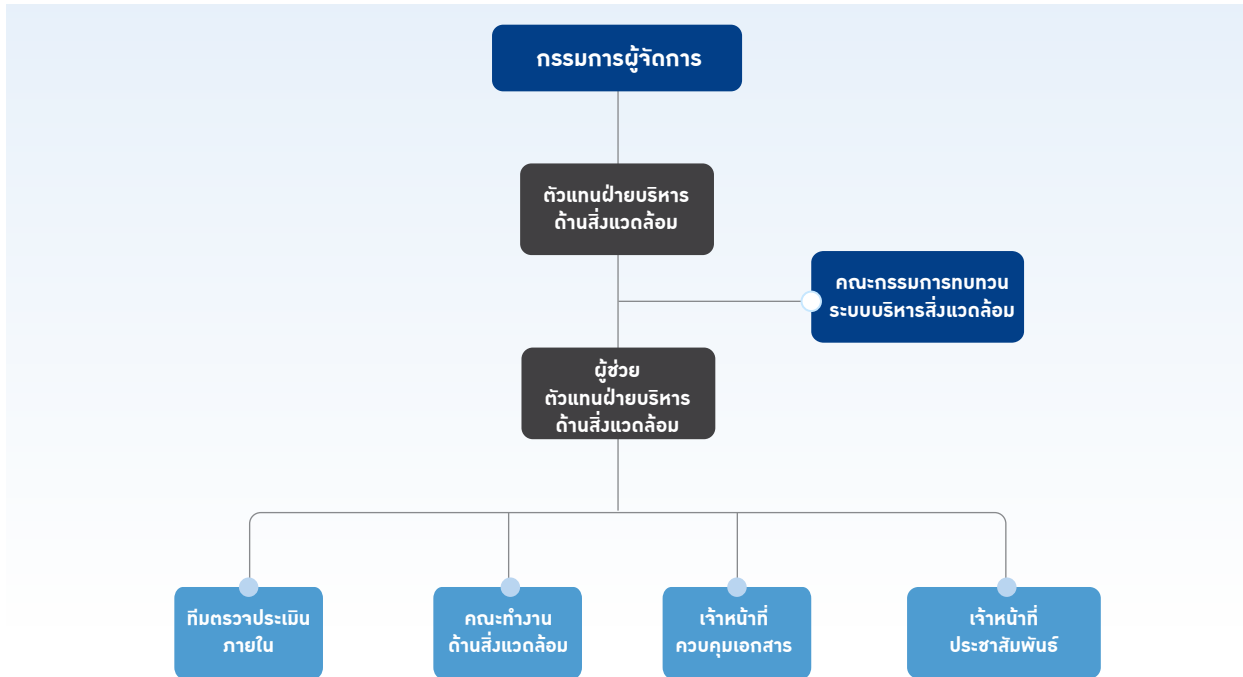 กรรมการผู้จัดการ
ตัวแทนฝ่ายบริหาร
ด้านสิ่งแวดล้อม
คณะกรรมการทบทวน
ระบบบริหารสิ่งแวดล้อม
ผู้ช่วย
ตัวแทนฝ่ายบริหาร
ด้านสิ่งแวดล้อม
ทีมตรวจประเมิน
ภายใน
คณะทำงาน
ด้านสิ่งแวดล้อม
เจ้าหน้าที่
ควบคุมเอกสาร
เจ้าหน้าที่
ประชาสัมพันธ์